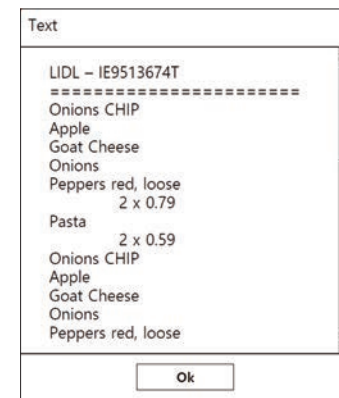 Text
LIDL – IE9513674T
=======================
Onions CHIP
Apple
Goat Cheese
Onions
Peppers red, loose
2 x 0.79
Pasta
2 x 0.59
Onions CHIP
Apple
Goat Cheese
Onions
Peppers red, loose
Ok